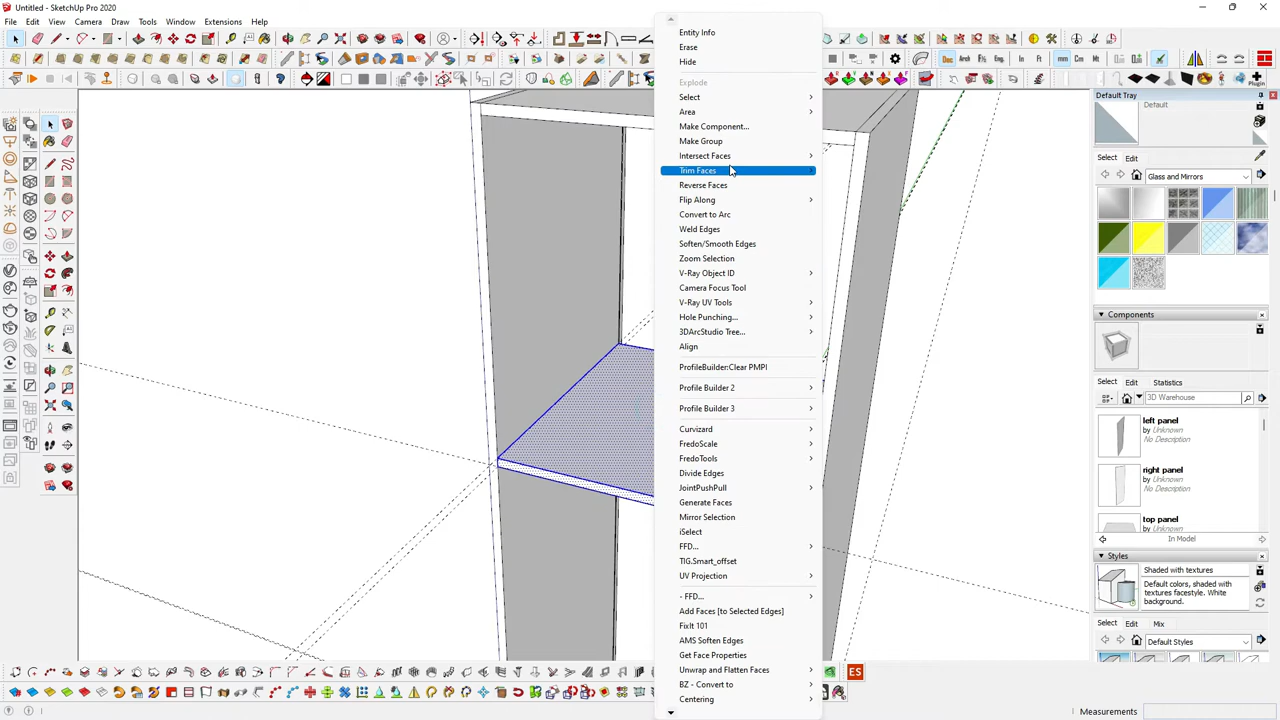 Untitled - SketchUp Pro 2020
File Edit View Camera Draw Tools Window Extensions Help
Entity Info
Erase
Hide
Explode
Select
Area
Make Component...
Make Group
Intersect Faces
Trim Faces
Reverse Faces
Flip Along
Convert to Arc
Weld Edges
Soften/Smooth Edges
Zoom Selection
V-Ray Object ID
Camera Focus Tool
V-Ray UV Tools
Hole Punching...
3DArcStudio Tree...
Align
ProfileBuilder:Clear PMPI
Profile Builder 2
Profile Builder 3
Curvizard
FredoScale
FredoTools
Divide Edges
JointPushPull
Generate Faces
Mirror Selection
iSelect
FFD...
TIG.Smart_offset
UV Projection
- FFD...
Add Faces [to Selected Edges]
FixIt 101
AMS Soften Edges
Get Face Properties
Unwrap and Flatten Faces
BZ - Convert to
Centering
Plugin
Default Tray
Default
Select Edit
Glass and Mirrors
Components
Select Edit Statistics
3D Warehouse
left panel
by Unknown
No Description
right panel
by Unknown
No Description
top panel
by Unknown
In Model
Styles
Shaded with textures
Default colors, shaded with textures facestyle. White background.
Select Edit Mix
Default Styles
ES
Measurements